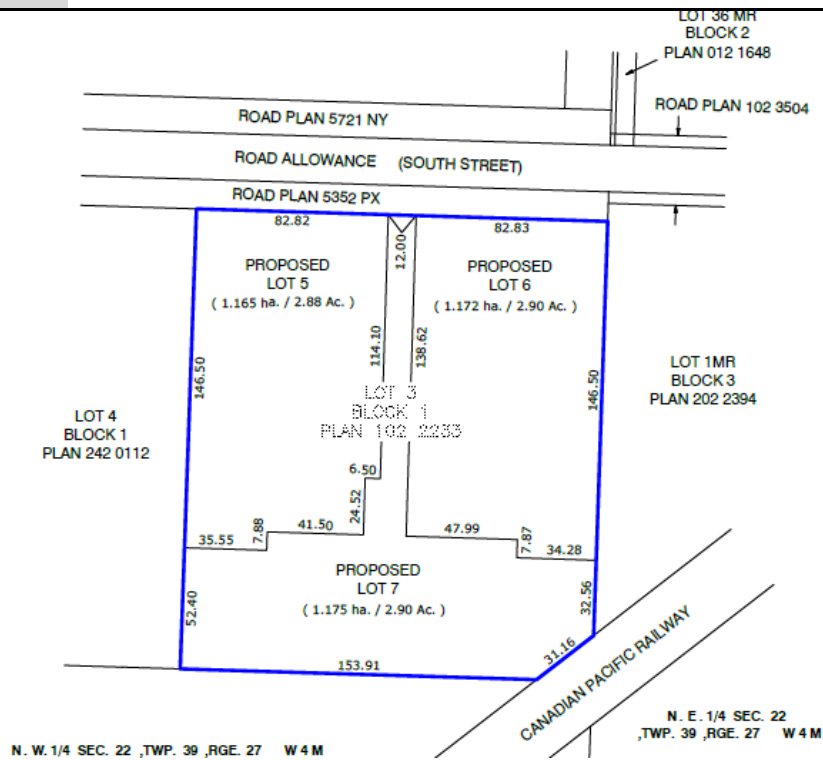 LOT 36 MR
BLOCK 2
PLAN 012 1648
ROAD PLAN 102 3504
ROAD PLAN 5721 NY
ROAD ALLOWANCE (SOUTH STREET)
ROAD PLAN 5352 PX
82.82
82.83
12.00
PROPOSED
LOT 5
( 1.165 ha. / 2.88 Ac. )
PROPOSED
LOT 6
( 1.172 ha. / 2.90 Ac. )
114.10
138.62
146.50
146.50
LOT 1MR
BLOCK 3
PLAN 202 2394
LOT 3
BLOCK 1
PLAN 102 2233
LOT 4
BLOCK 1
PLAN 242 0112
6.50
24.52
35.55
7.88
41.50
47.99
7.87
34.28
PROPOSED
LOT 7
( 1.175 ha. / 2.90 Ac. )
52.40
32.56
31.16
153.91
CANADIAN PACIFIC RAILWAY
N. W. 1/4 SEC. 22 ,TWP. 39 ,RGE. 27 W 4 M
N. E. 1/4 SEC. 22
,TWP. 39 ,RGE. 27 W 4 M